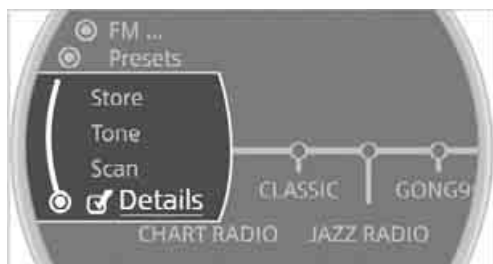 FM ...
Presets
Store
Tone
Scan
Details
CLASSIC GONG9
CHART RADIO JAZZ RADIO